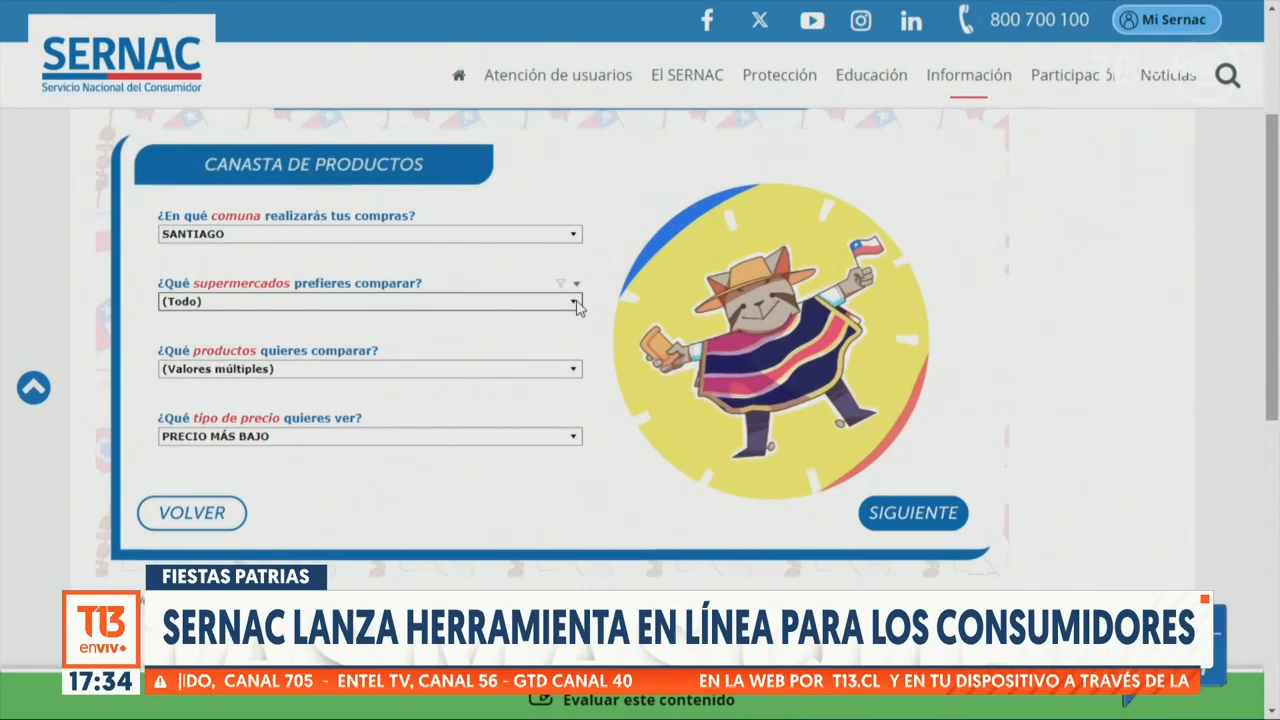 800 700 100
Mi Sernac
SERNAC
Servicio Nacional del Consumidor
Atención de usuarios
El SERNAC
Protección
Educación
Información
Noticias
CANASTA DE PRODUCTOS
¿En qué comuna realizarás tus compras?
SANTIAGO
¿Qué supermercados prefieres comparar?
(Todo)
¿Qué productos quieres comparar?
(Valores múltiples)
¿Qué tipo de precio quieres ver?
PRECIO MÁS BAJO
VOLVER
SIGUIENTE
FIESTAS PATRIAS
T13
en vivo
SERNAC LANZA HERRAMIENTA EN LÍNEA PARA LOS CONSUMIDORES
17:34
CANAL 705 - ENTEL TV, CANAL 56 - GTD CANAL 40 EN LA WEB POR T13.CL Y EN TU DISPOSITIVO A TRAVÉS DE LA
Evaluar este contenido